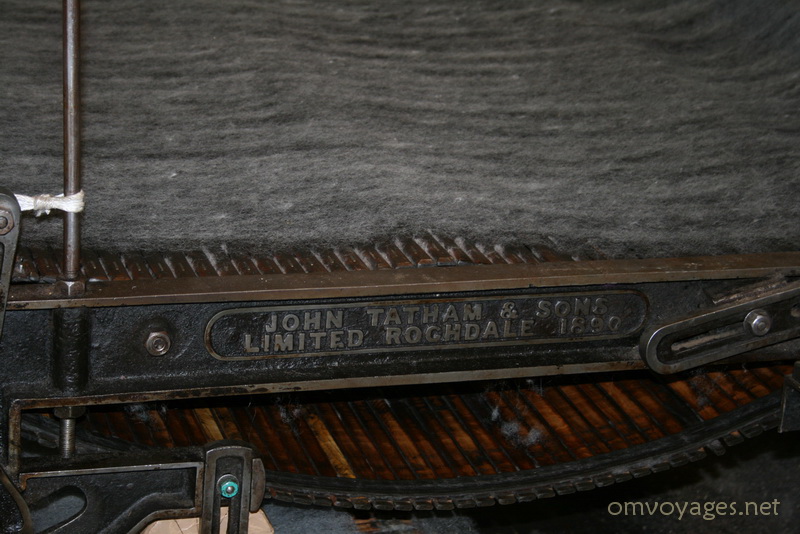 JOHN TATHAM & SONS
LIMITED ROCHDALE 1890
omvoyages.net